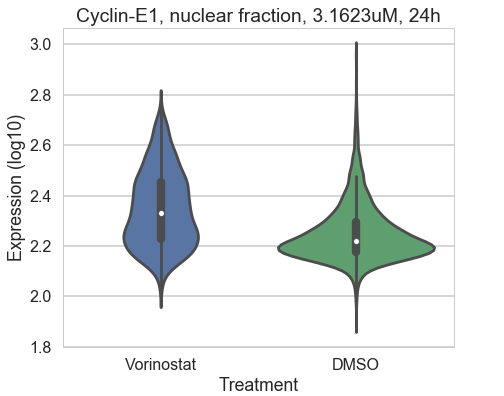 Cyclin-E1, nuclear fraction, 3.1623uM, 24h
Expression (log10)
3.0
2.8
2.6
2.4
2.2
2.0
1.8
Vorinostat DMSO
Treatment